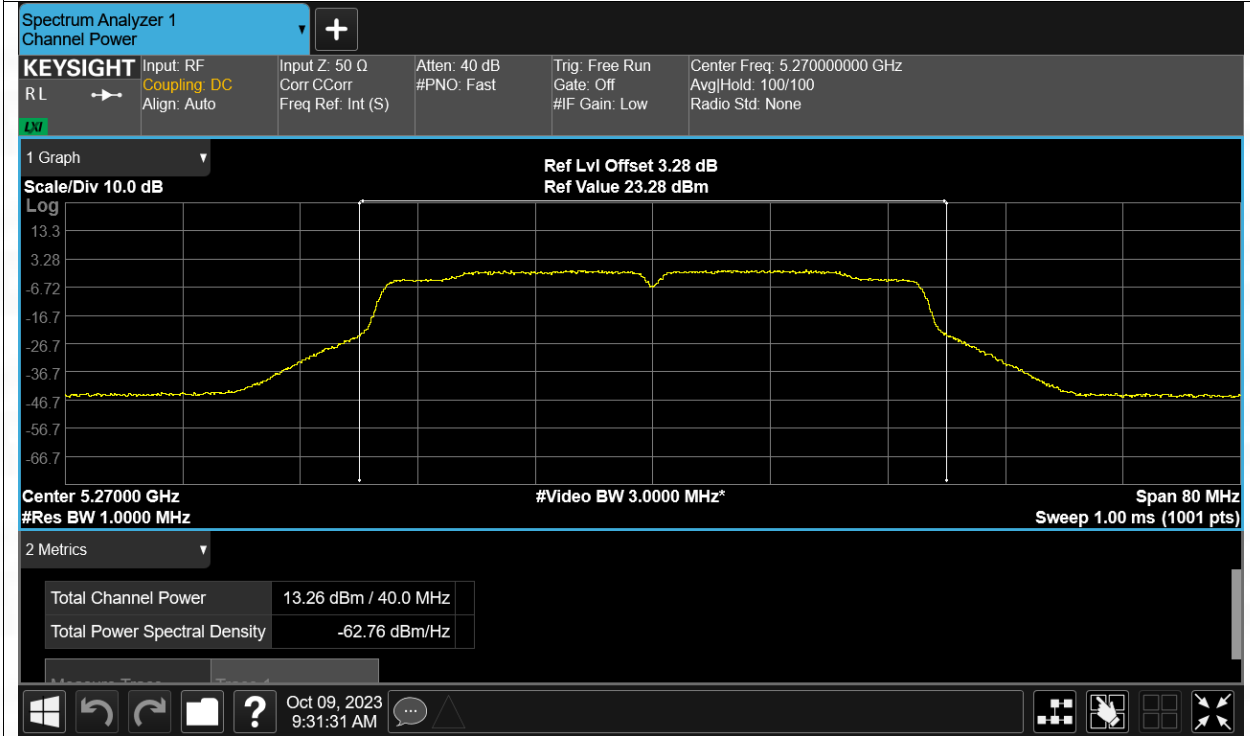 Spectrum Analyzer 1
Channel Power
+
KEYSIGHT
R L
LXI
Input: RF
Coupling: DC
Align: Auto
Input Z: 50 Ω
Corr CCorr
Freq Ref: Int (S)
Atten: 40 dB
#PNO: Fast
Trig: Free Run
Gate: Off
#IF Gain: Low
Center Freq: 5.270000000 GHz
Avg|Hold: 100/100
Radio Std: None
1 Graph
Scale/Div 10.0 dB
Ref Lvl Offset 3.28 dB
Ref Value 23.28 dBm
Log
13.3
3.28
-6.72
-16.7
-26.7
-36.7
-46.7
-56.7
-66.7
Center 5.27000 GHz
#Res BW 1.0000 MHz
#Video BW 3.0000 MHz*
Span 80 MHz
Sweep 1.00 ms (1001 pts)
2 Metrics
Total Channel Power 13.26 dBm / 40.0 MHz
Total Power Spectral Density -62.76 dBm/Hz
Measure Trace Trace 1
?
Oct 09, 2023
9:31:31 AM